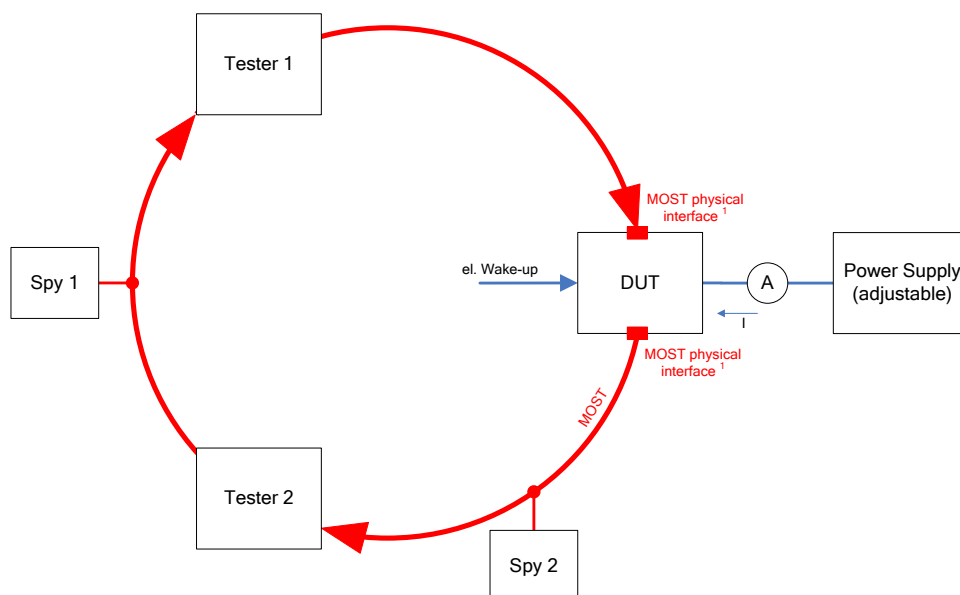 Tester 1
MOST physical
interface 1
Spy 1
el. Wake-up
DUT
A
I
Power Supply
(adjustable)
MOST physical
interface 1
MOST
Tester 2
Spy 2